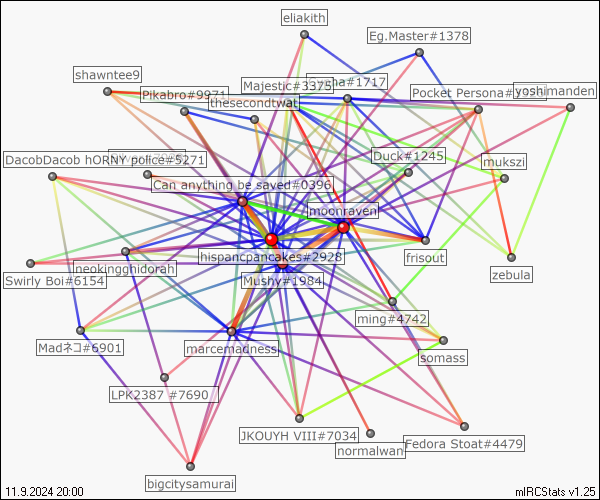 eliakith
Eg.Master#1378
shawntee9
Majestic#3375
#1717
Pikabro#9971
thesecondtwat
Pocket Persona#
yoshimanden
DacobDacob hORNY police#5271
Duck#1245
mukszi
Can anything be saved#0396
moonraven
hispancpancakes#2928
frisout
neokingghidorah
Swirly Boi#6154
Mushy#1984
zebula
ming#4742
Madネコ#6901
marcemadness
somass
LPK2387 #7690
JKOUYH VIII#7034
Fedora Stoat#4479
normalwan
bigcitysamurai
11.9.2024 20:00
mIRCStats v1.25